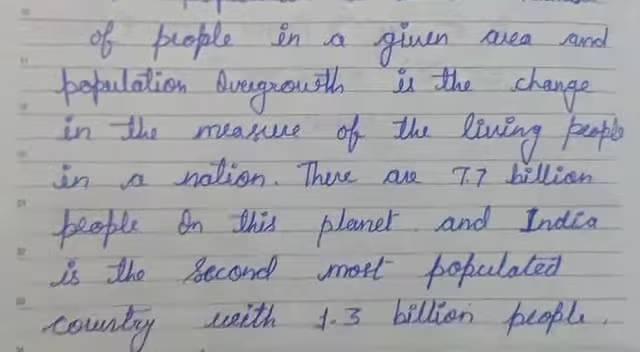 of people in a given area and
population Overgrowth is the change
in the measure of the living people
in a nation. There are 7.7 billion
people On this planet and India
is the Second most populated
country with 1.3 billion people.